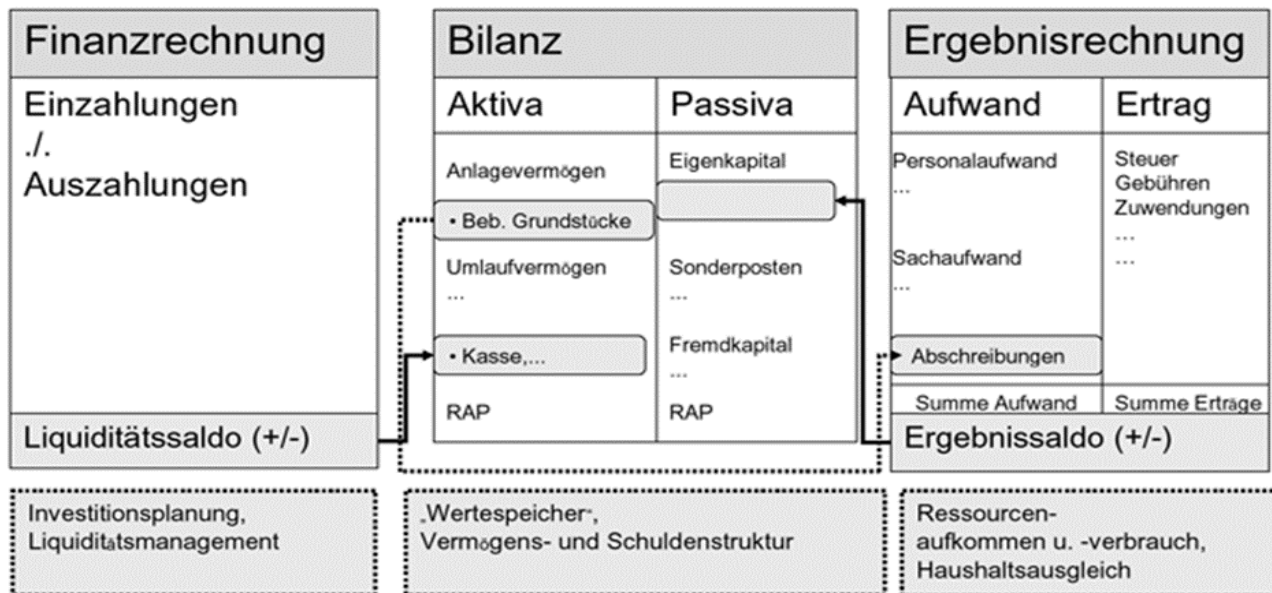 Finanzrechnung
Einzahlungen
./.
Auszahlungen
Liquiditätssaldo (+/-)
Investitionsplanung,
Liquiditätsmanagement
Bilanz
Aktiva
Anlagevermögen
• Beb. Grundstücke
Umlaufvermögen
...
• Kasse,...
RAP
Passiva
Eigenkapital
Sonderposten
...
Fremdkapital
...
RAP
„Wertespeicher“,
Vermögens- und Schuldenstruktur
Ergebnisrechnung
Aufwand
Personalaufwand
...
Sachaufwand
...
Abschreibungen
Summe Aufwand
Ertrag
Steuer
Gebühren
Zuwendungen
...
...
Summe Erträge
Ergebnissaldo (+/-)
Ressourcen-
aufkommen u. -verbrauch,
Haushaltsausgleich